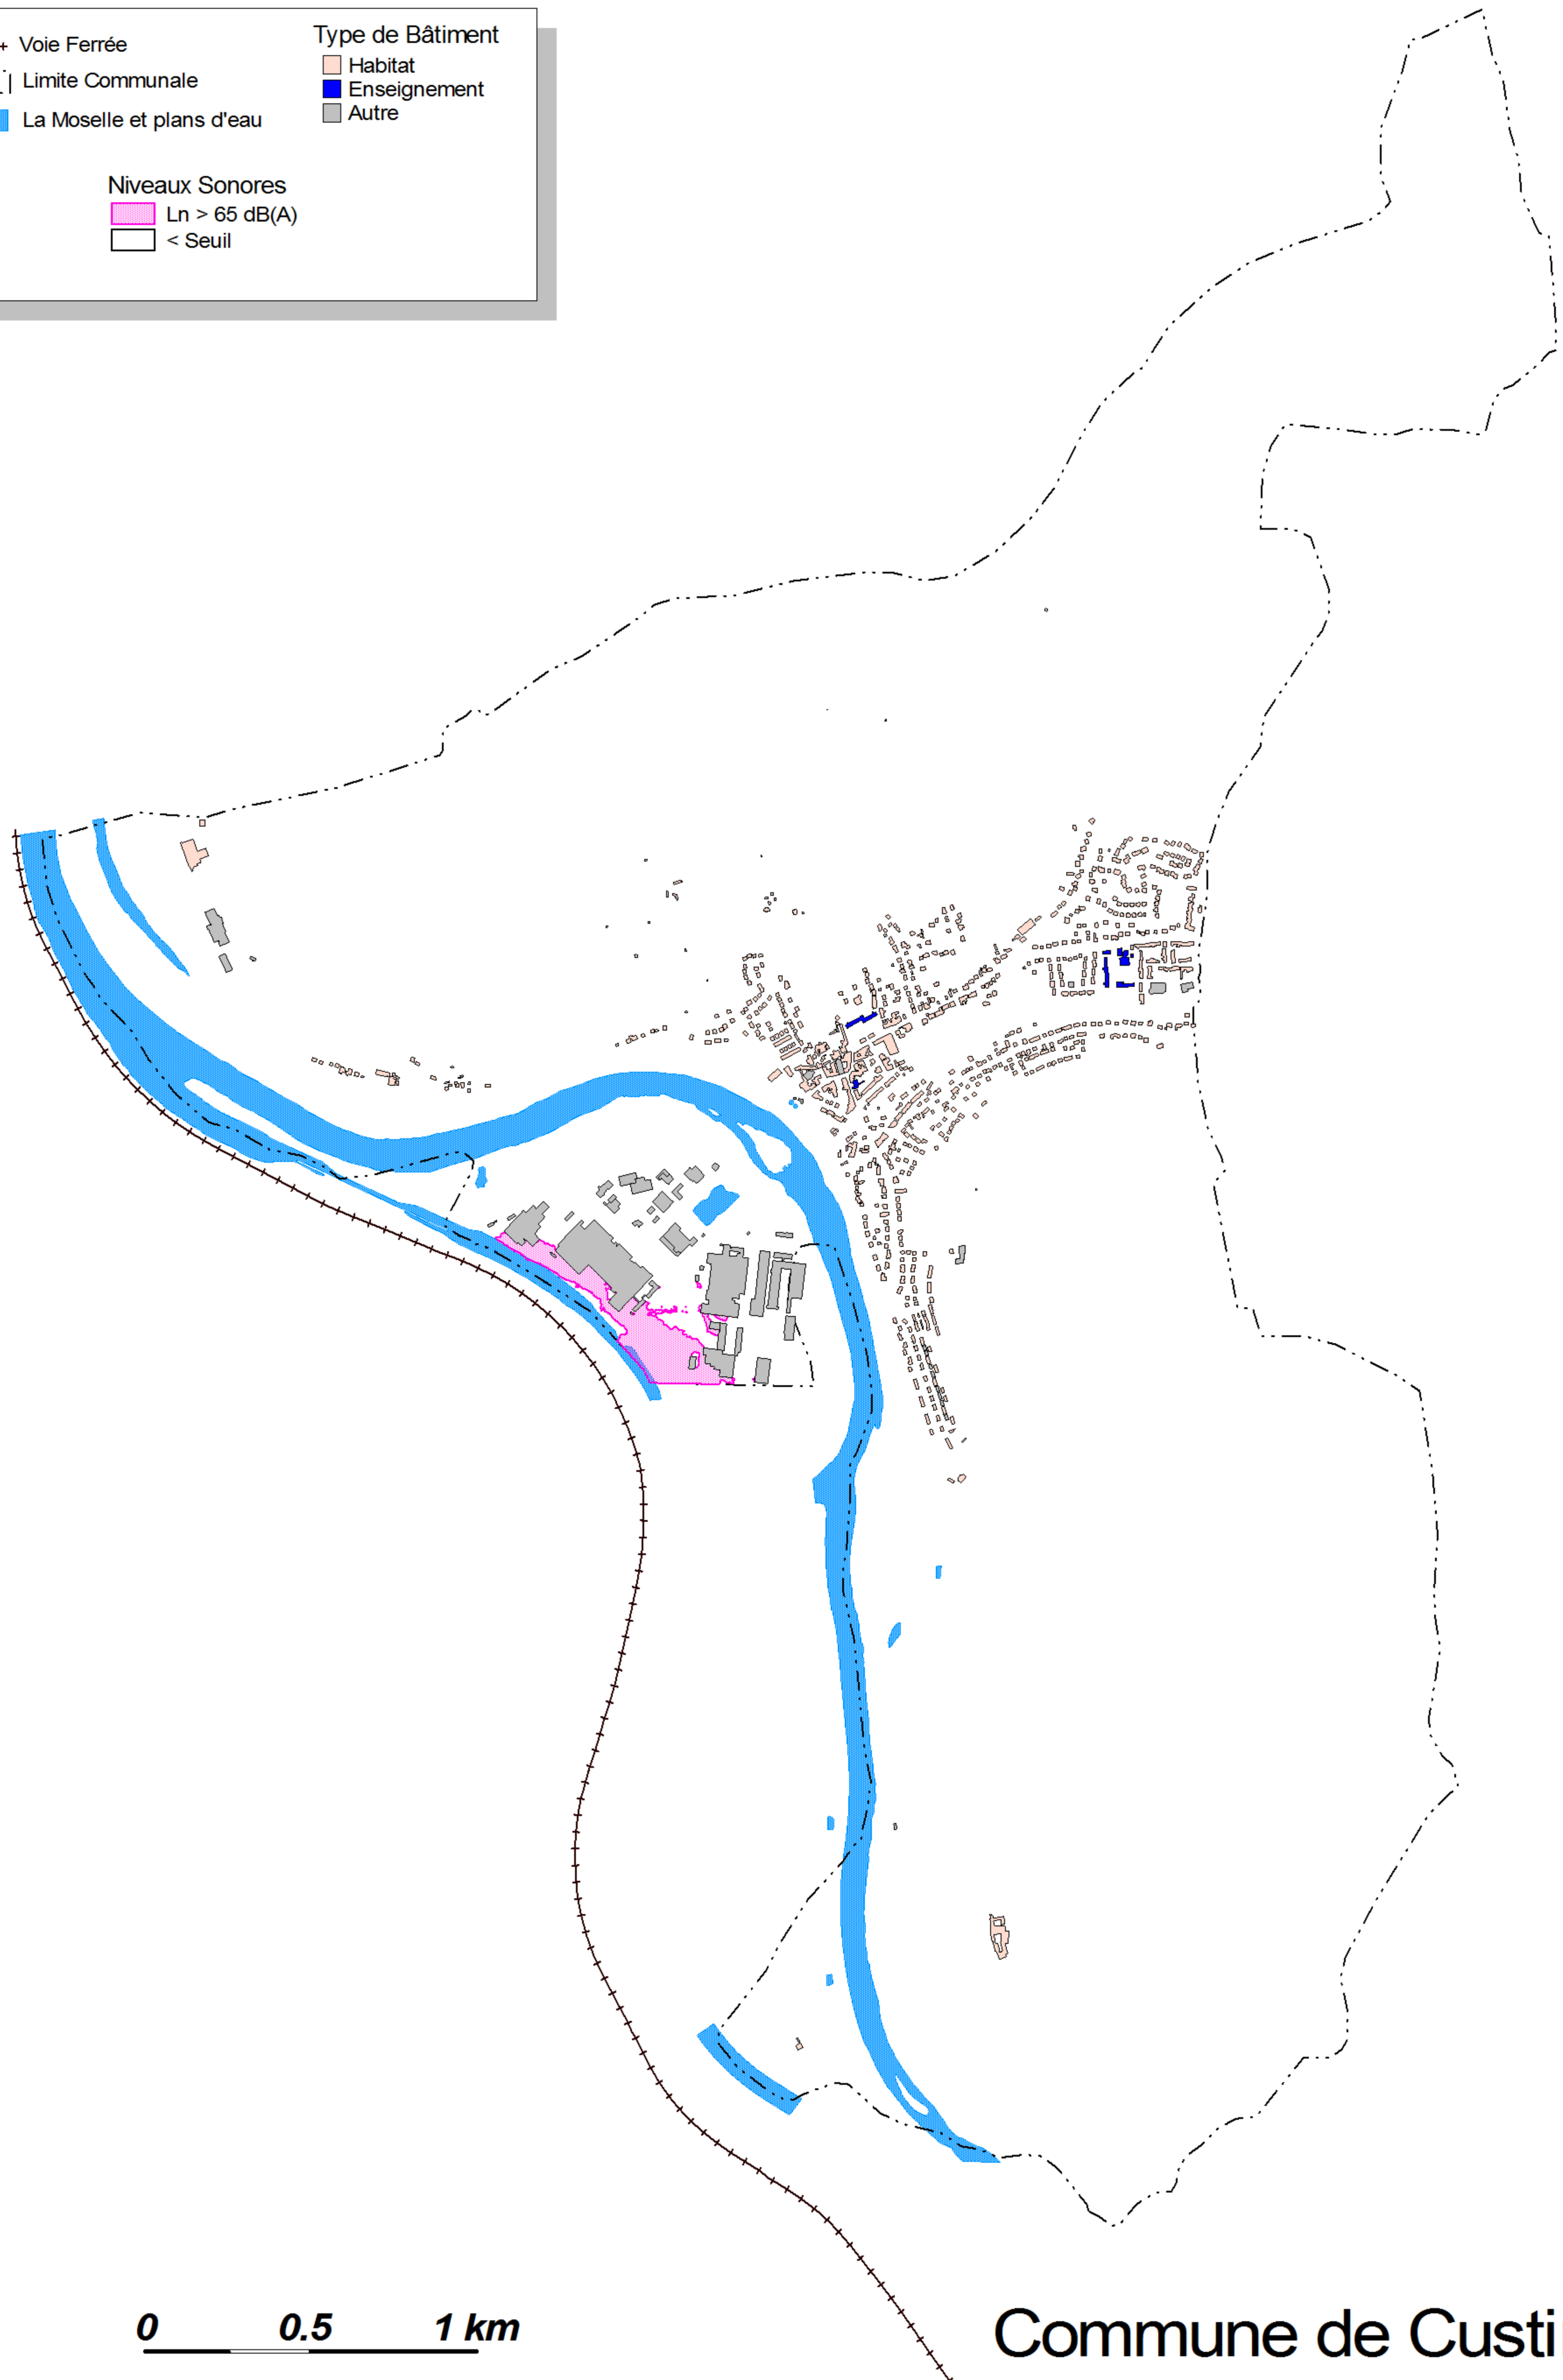 Voie Ferrée
Limite Communale
La Moselle et plans d'eau
Type de Bâtiment
Habitat
Enseignement
Autre
Niveaux Sonores
Ln > 65 dB(A)
< Seuil
0 0.5 1 km
Commune de Custi